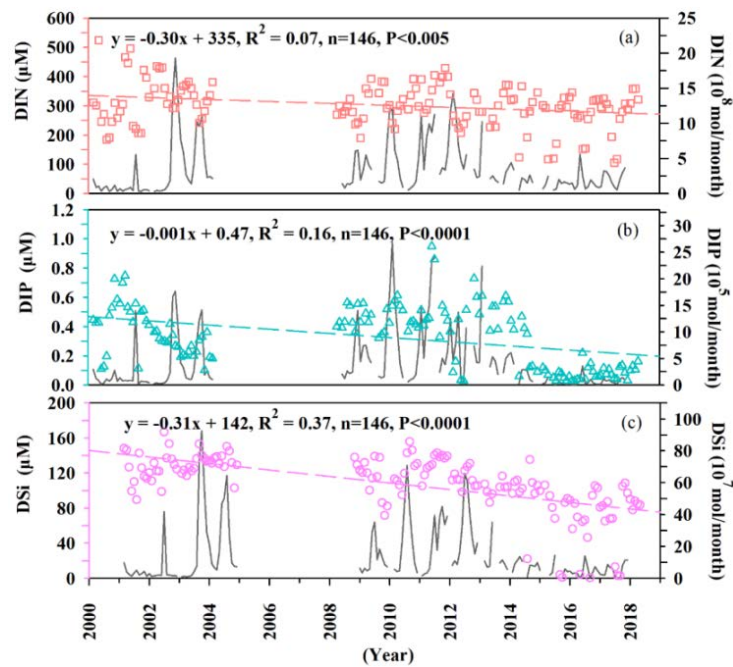 600
500
400
300
200
100
0
DIN (μM)
y = -0.30x + 335, R² = 0.07, n=146, P<0.005
(a)
25
20
15
10
5
0
DIN (10⁸ mol/month)
1.2
1.0
0.8
0.6
0.4
0.2
0.0
DIP (μM)
y = -0.001x + 0.47, R² = 0.16, n=146, P<0.0001
(b)
30
25
20
15
10
5
0
DIP (10⁵ mol/month)
200
160
120
80
40
0
DSi (μM)
y = -0.31x + 142, R² = 0.37, n=146, P<0.0001
(c)
100
80
60
40
20
0
DSi (10⁷ mol/month)
2000 2002 2004 2006 2008 2010 2012 2014 2016 2018
(Year)